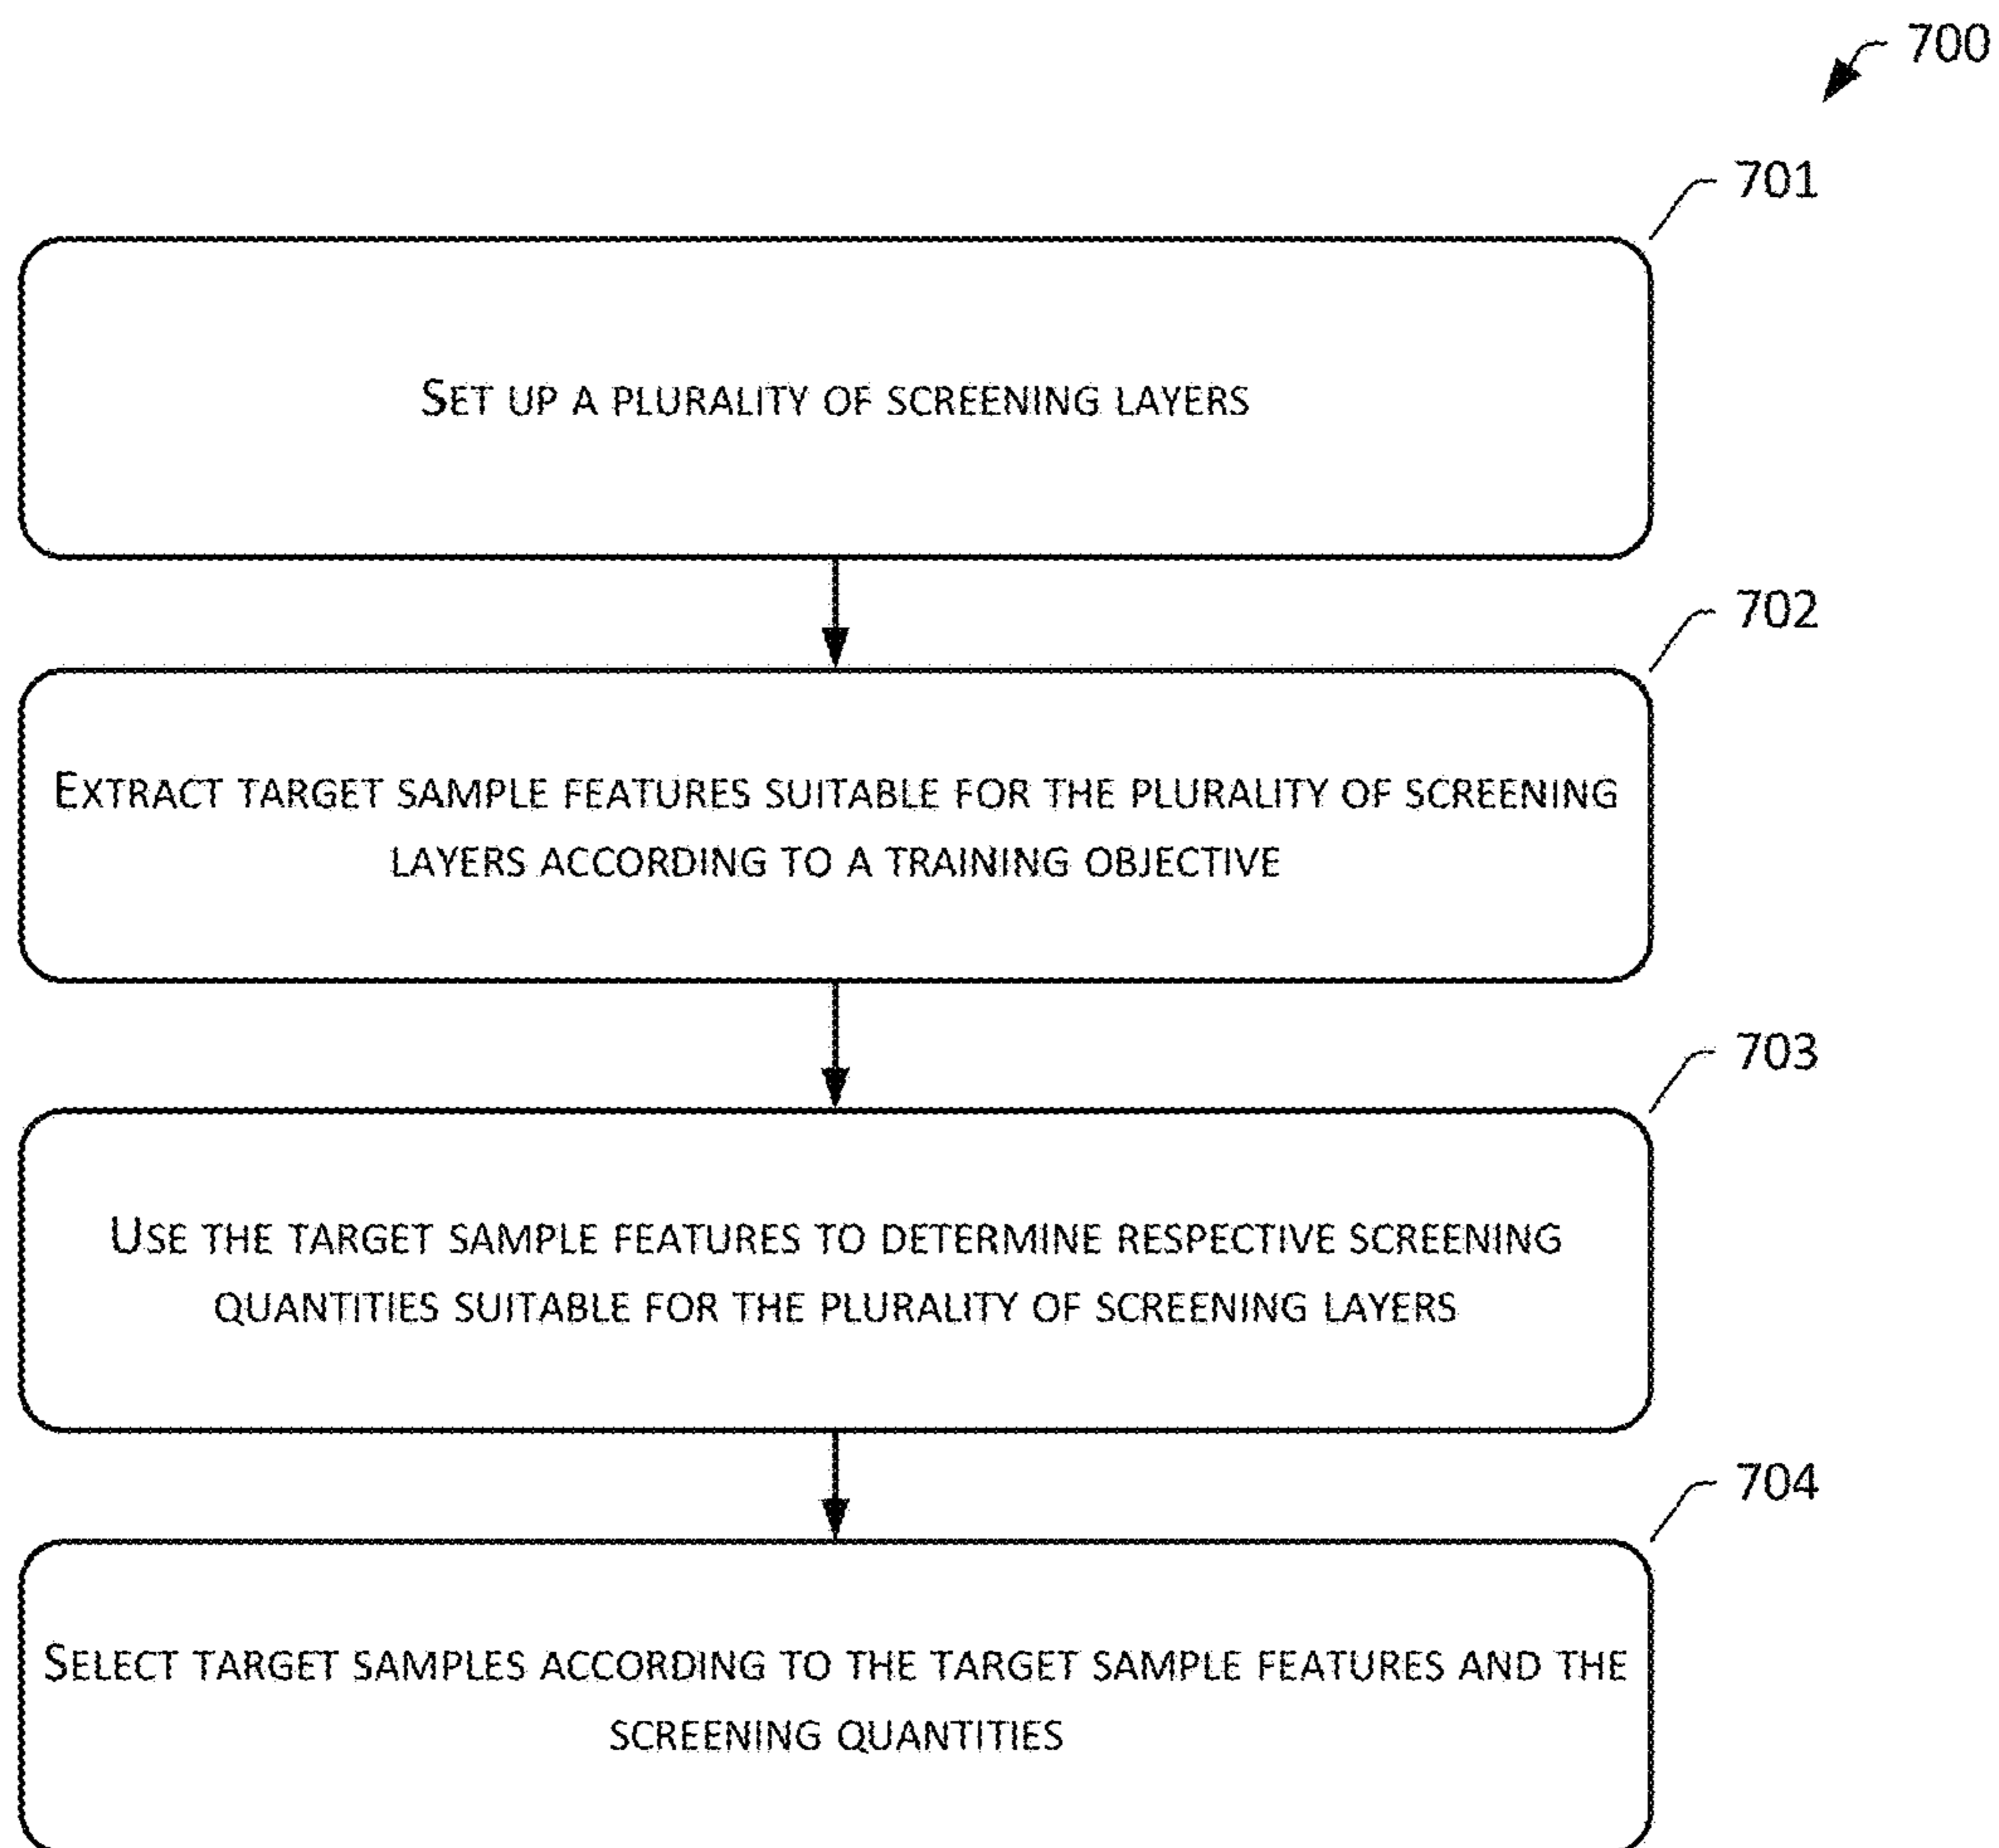 700
701
SET UP A PLURALITY OF SCREENING LAYERS
702
EXTRACT TARGET SAMPLE FEATURES SUITABLE FOR THE PLURALITY OF SCREENING
LAYERS ACCORDING TO A TRAINING OBJECTIVE
703
USE THE TARGET SAMPLE FEATURES TO DETERMINE RESPECTIVE SCREENING
QUANTITIES SUITABLE FOR THE PLURALITY OF SCREENING LAYERS
704
SELECT TARGET SAMPLES ACCORDING TO THE TARGET SAMPLE FEATURES AND THE
SCREENING QUANTITIES